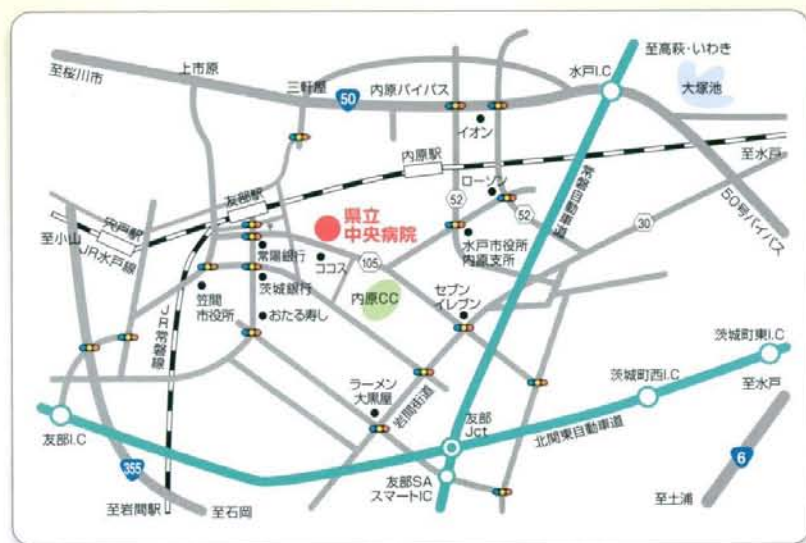 至桜川市
上市原
三軒屋
内原バイパス
50
水戸I.C
至高萩・いわき
大塚池
イオン
至水戸
50号バイパス
常磐自動車道
内原駅
友部駅
ローソン
52
52
30
宍戸駅
至小山
JR水戸線
県立
中央病院
水戸市役所
内原支所
常陽銀行
ココス
105
茨城銀行
内原CC
セブン
イレブン
笠間
市役所
おたる寿し
JR常磐線
ラーメン
大黒屋
岩間街道
茨城町東I.C
茨城町西I.C
至水戸
友部I.C
友部
Jct
北関東自動車道
355
6
友部SA
スマートIC
至岩間駅
至石岡
至土浦